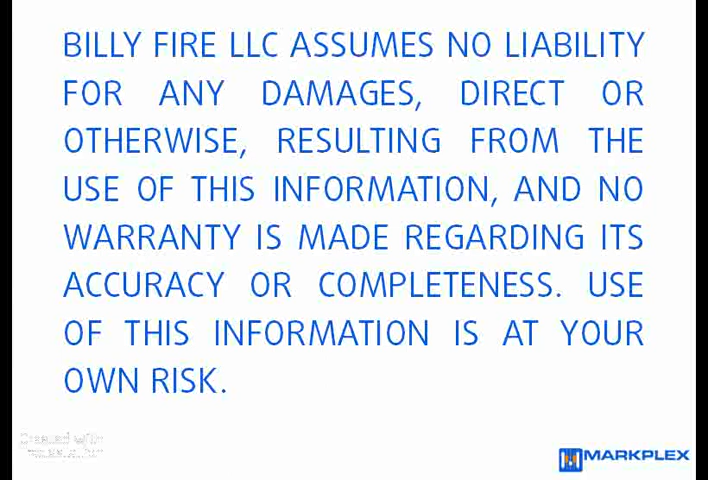 BILLY FIRE LLC ASSUMES NO LIABILITY
FOR ANY DAMAGES, DIRECT OR
OTHERWISE, RESULTING FROM THE
USE OF THIS INFORMATION, AND NO
WARRANTY IS MADE REGARDING ITS
ACCURACY OR COMPLETENESS. USE
OF THIS INFORMATION IS AT YOUR
OWN RISK.
Created with
MARKPLEX